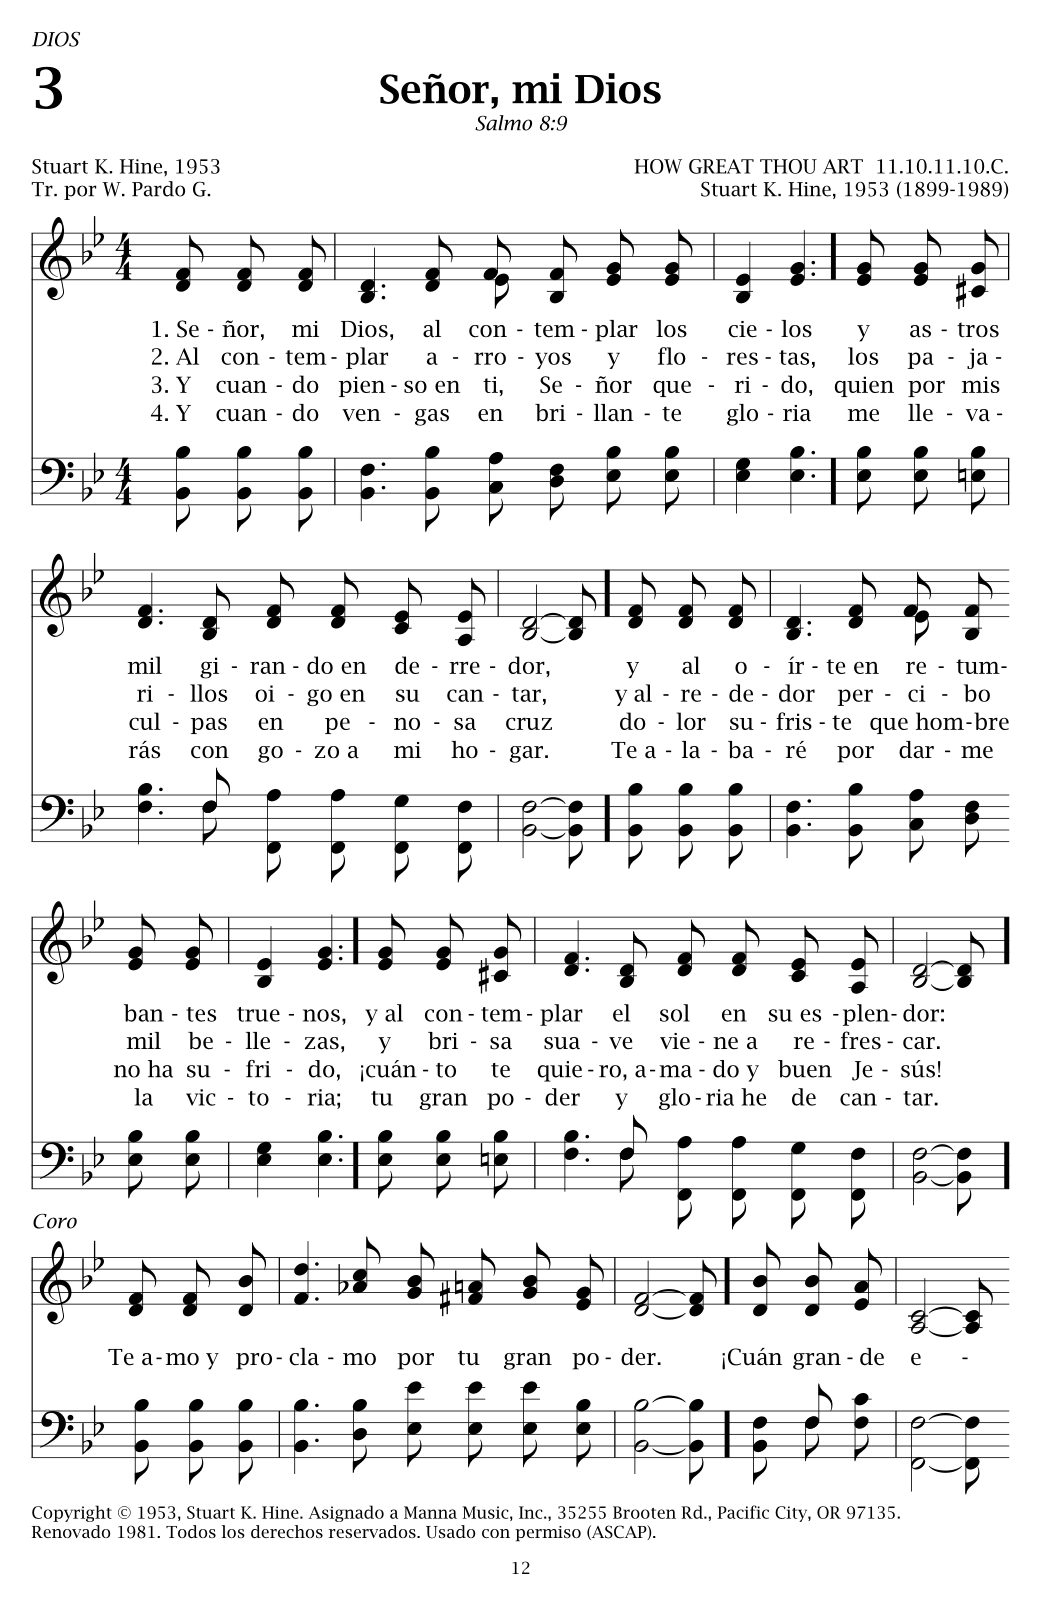 DIOS
3
Señor, mi Dios
Salmo 8:9
Stuart K. Hine, 1953
HOW GREAT THOU ART 11.10.11.10.C.
Tr. por W. Pardo G.
Stuart K. Hine, 1953 (1899-1989)
1. Se - ñor, mi Dios, al con - tem - plar los cie - los y as - tros
2. Al con - tem - plar a - rro - yos y flo - res - tas, los pa - ja -
3. Y cuan - do pien - so en ti, Se - ñor que - ri - do, quien por mis
4. Y cuan - do ven - gas en bri - llan - te glo - ria me lle - va -
mil gi - ran - do en de - rre - dor, y al o - ír - te en re - tum-
ri - llos oi - go en su can - tar, y al - re - de - dor per - ci - bo
cul - pas en pe - no - sa cruz do - lor su - fris - te que hom - bre
rás con go - zo a mi ho - gar. Te a - la - ba - ré por dar - me
ban - tes true - nos, y al con - tem - plar el sol en su es - plen - dor:
mil be - lle - zas, y bri - sa sua - ve vie - ne a re - fres - car.
no ha su - fri - do, ¡cuán - to te quie - ro, a - ma - do y buen Je - sús!
la vic - to - ria; tu gran po - der y glo - ria he de can - tar.
Coro
Te a - mo y pro - cla - mo por tu gran po - der. ¡Cuán gran - de e -
Copyright © 1953, Stuart K. Hine. Asignado a Manna Music, Inc., 35255 Brooten Rd., Pacific City, OR 97135.
Renovado 1981. Todos los derechos reservados. Usado con permiso (ASCAP).
12